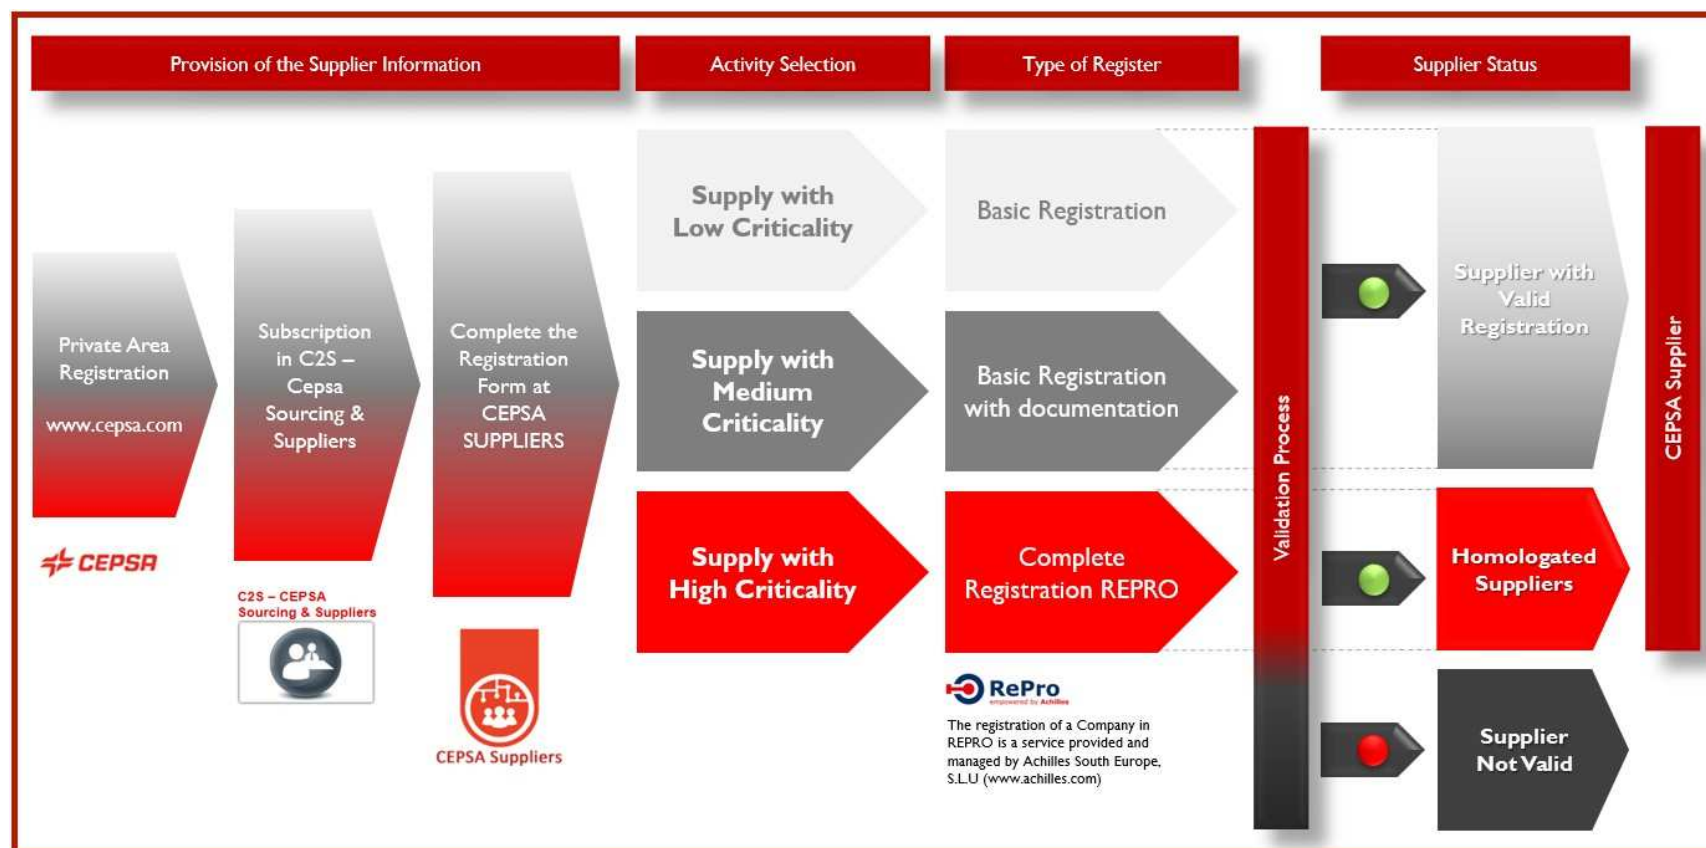 Provision of the Supplier Information
Activity Selection
Type of Register
Supplier Status
Private Area
Registration
www.cepsa.com
CEPSA
Subscription
in C2S –
Cepsa
Sourcing &
Suppliers
C2S – CEPSA
Sourcing & Suppliers
Complete the
Registration
Form at
CEPSA
SUPPLIERS
CEPSA Suppliers
Supply with
Low Criticality
Supply with
Medium
Criticality
Supply with
High Criticality
Basic Registration
Basic Registration
with documentation
Complete
Registration REPRO
RePro
empowered by Achilles
The registration of a Company in
REPRO is a service provided and
managed by Achilles South Europe,
S.L.U (www.achilles.com)
Validation Process
Supplier with
Valid
Registration
Homologated
Suppliers
Supplier
Not Valid
CEPSA Supplier